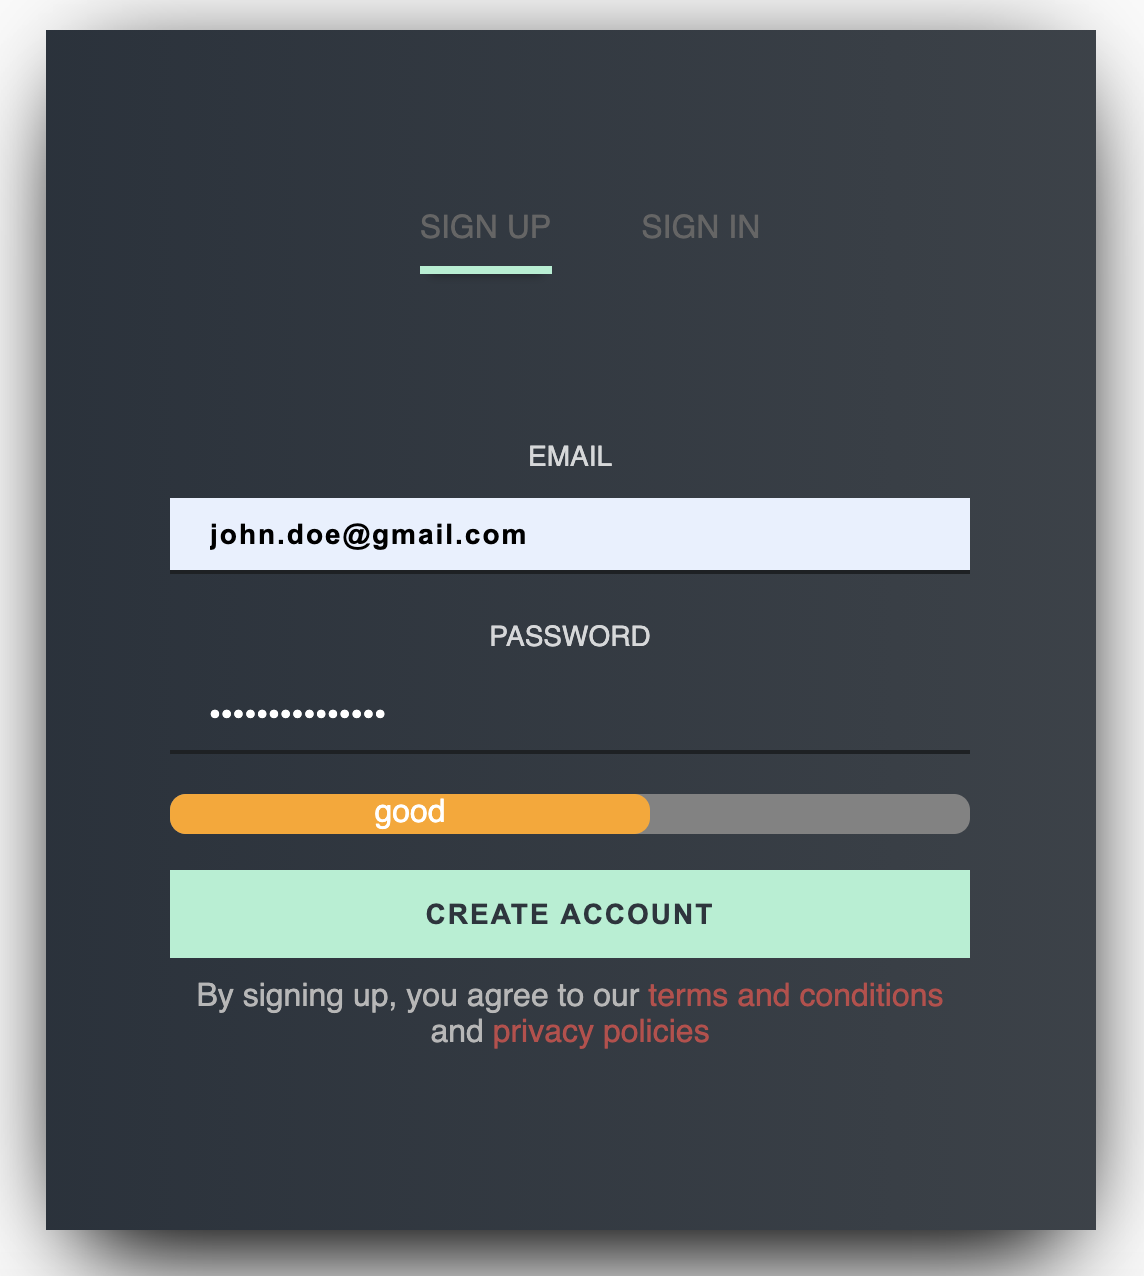 SIGN UP SIGN IN
EMAIL
john.doe@gmail.com
PASSWORD
•••••••••••••••
good
CREATE ACCOUNT
By signing up, you agree to our terms and conditions
and privacy policies